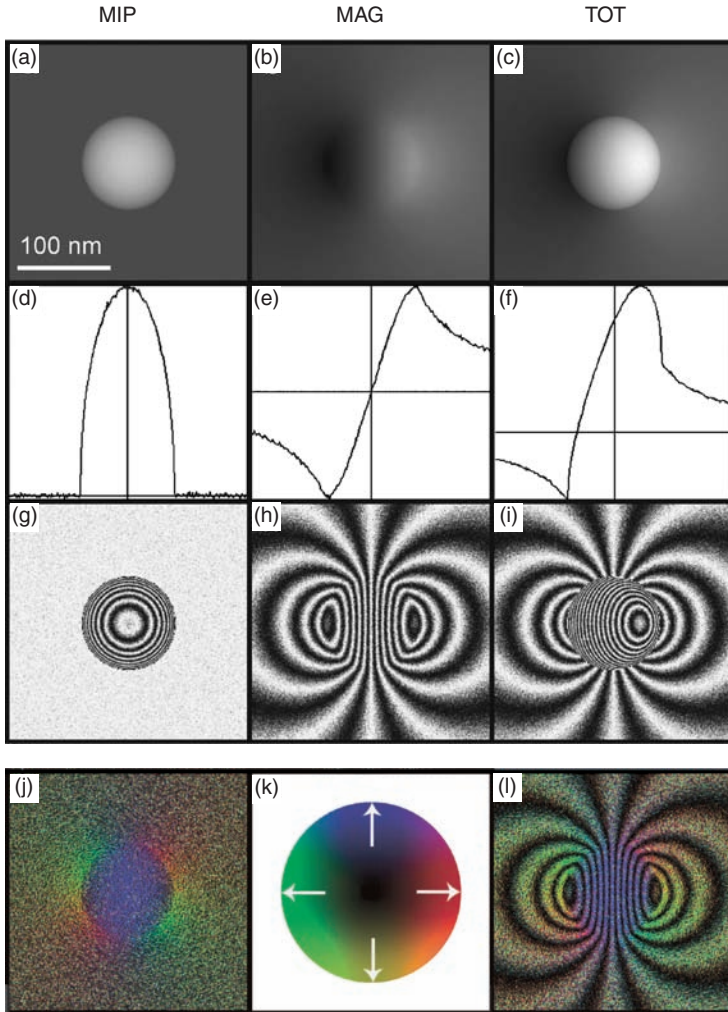 MIP MAG TOT
(a) (b) (c)
100 nm
(d) (e) (f)
(g) (h) (i)
(j) (k) (l)